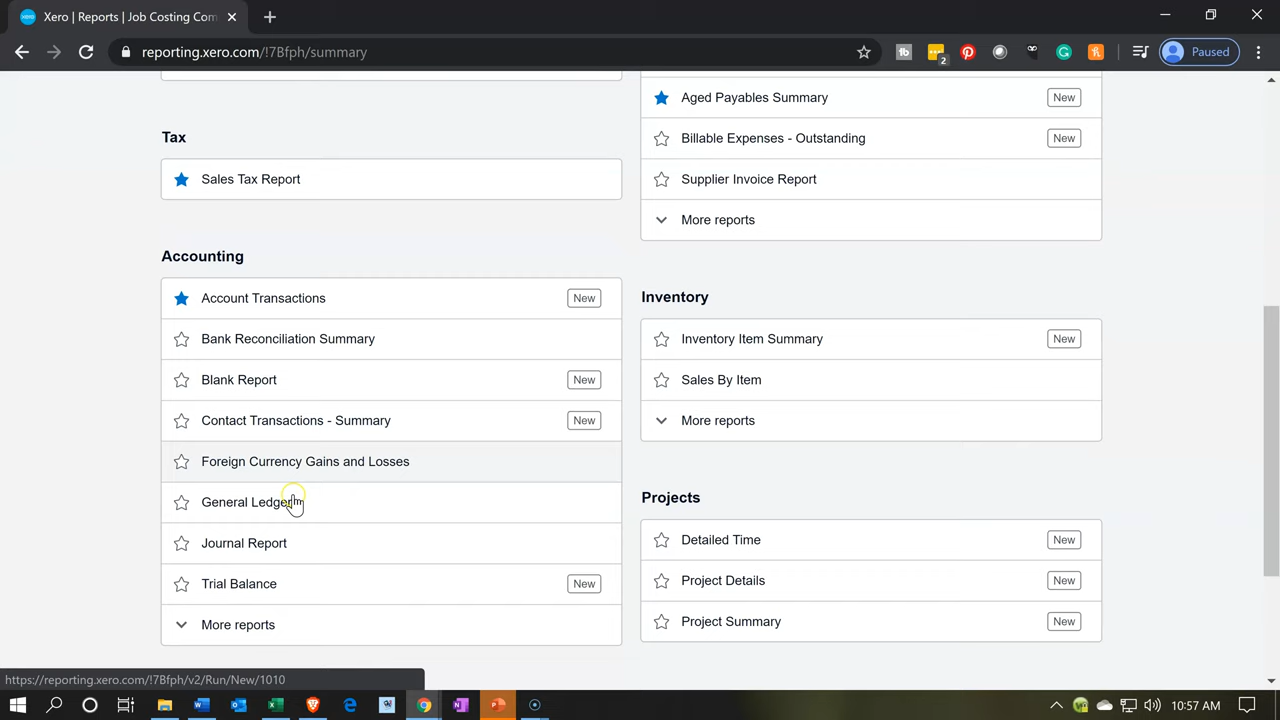 Xero | Reports | Job Costing Com
reporting.xero.com/!7Bfph/summary
2
Paused
Aged Payables Summary
New
Billable Expenses - Outstanding
New
Supplier Invoice Report
More reports
Tax
Sales Tax Report
Accounting
Account Transactions
New
Bank Reconciliation Summary
Blank Report
New
Contact Transactions - Summary
New
Foreign Currency Gains and Losses
General Ledger
Journal Report
Trial Balance
New
More reports
Inventory
Inventory Item Summary
New
Sales By Item
More reports
Projects
Detailed Time
New
Project Details
New
Project Summary
New
https://reporting.xero.com/!7Bfph/v2/Run/New/1010
10:57 AM